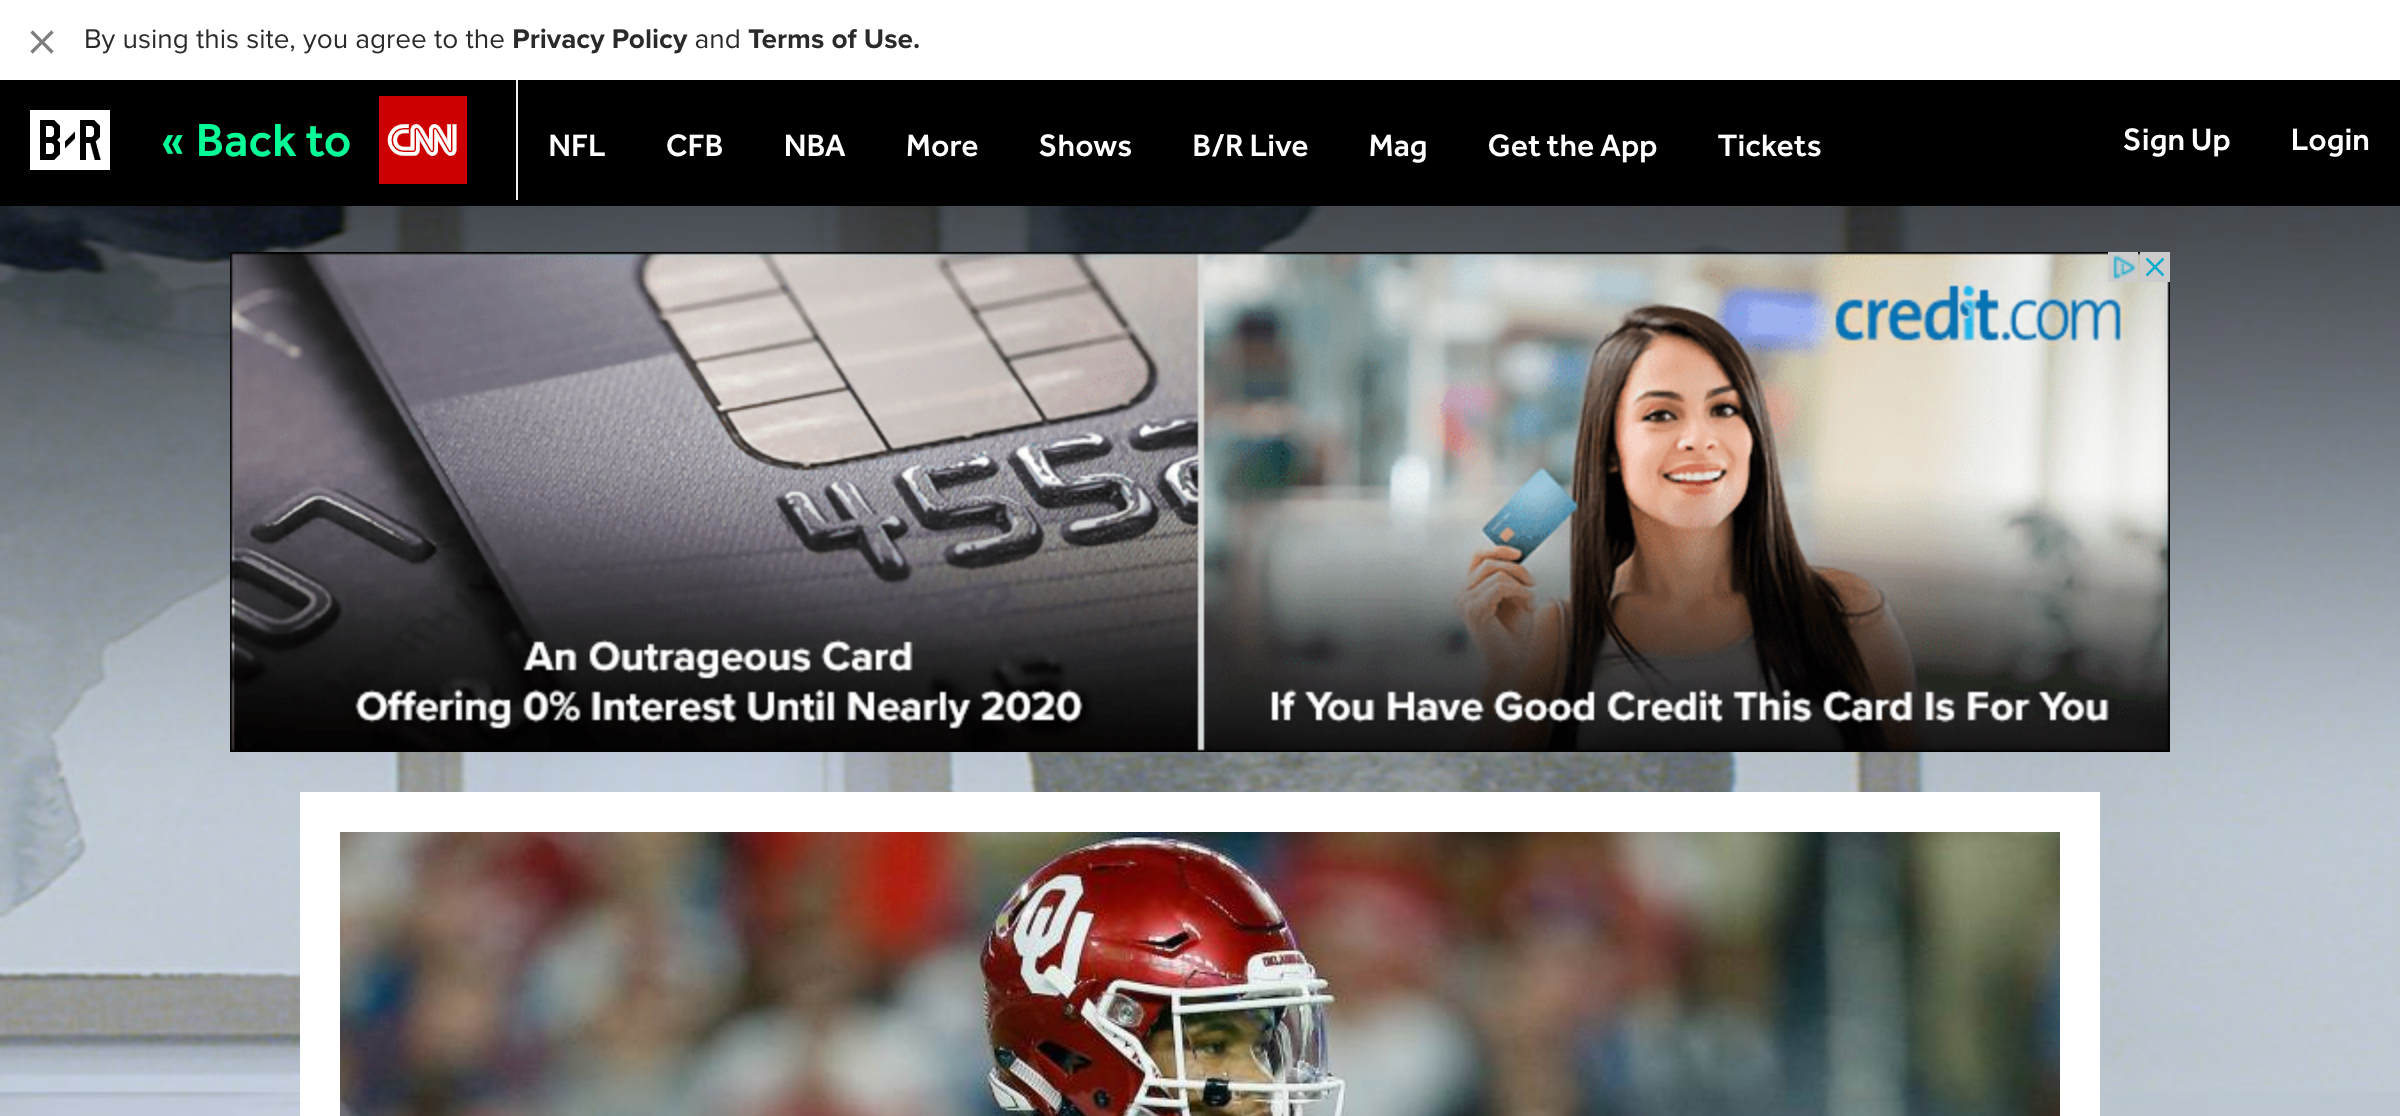 By using this site, you agree to the Privacy Policy and Terms of Use.
B/R
« Back to CNN
NFL CFB NBA More Shows B/R Live Mag Get the App Tickets
Sign Up Login
credit.com
4552
An Outrageous Card
Offering 0% Interest Until Nearly 2020
If You Have Good Credit This Card Is For You
OU